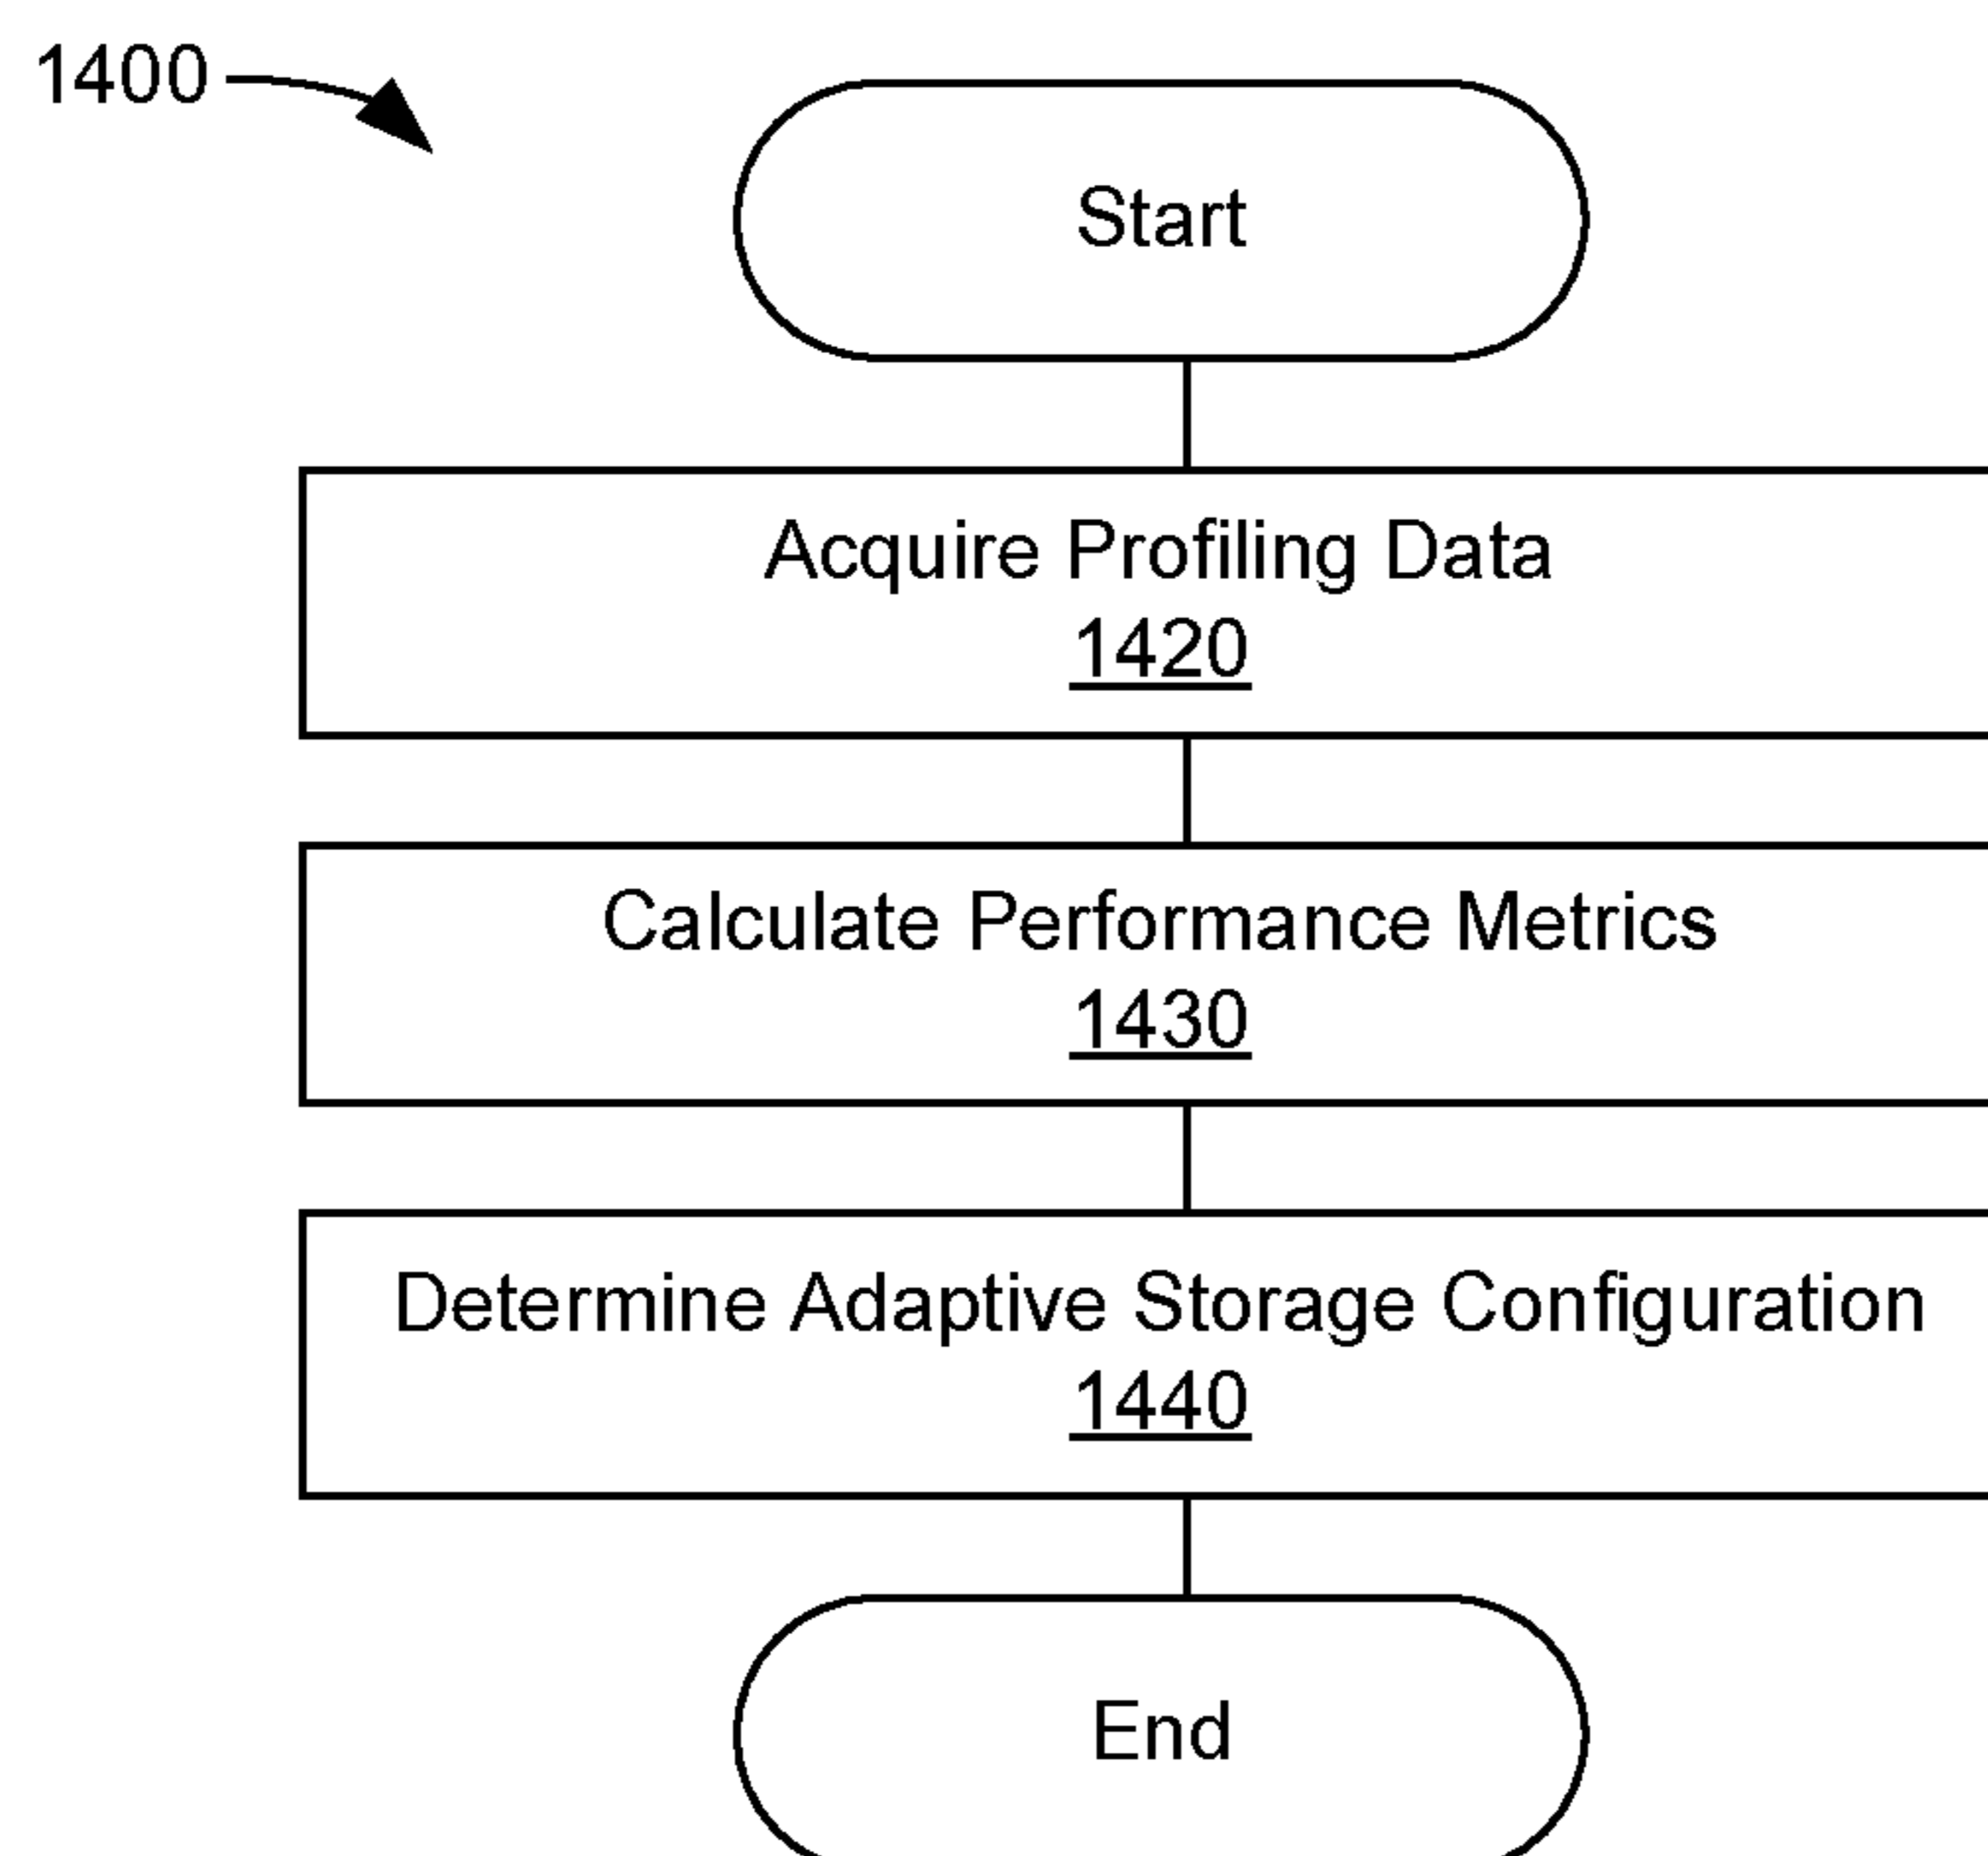 1400
Start
Acquire Profiling Data
1420
Calculate Performance Metrics
1430
Determine Adaptive Storage Configuration
1440
End